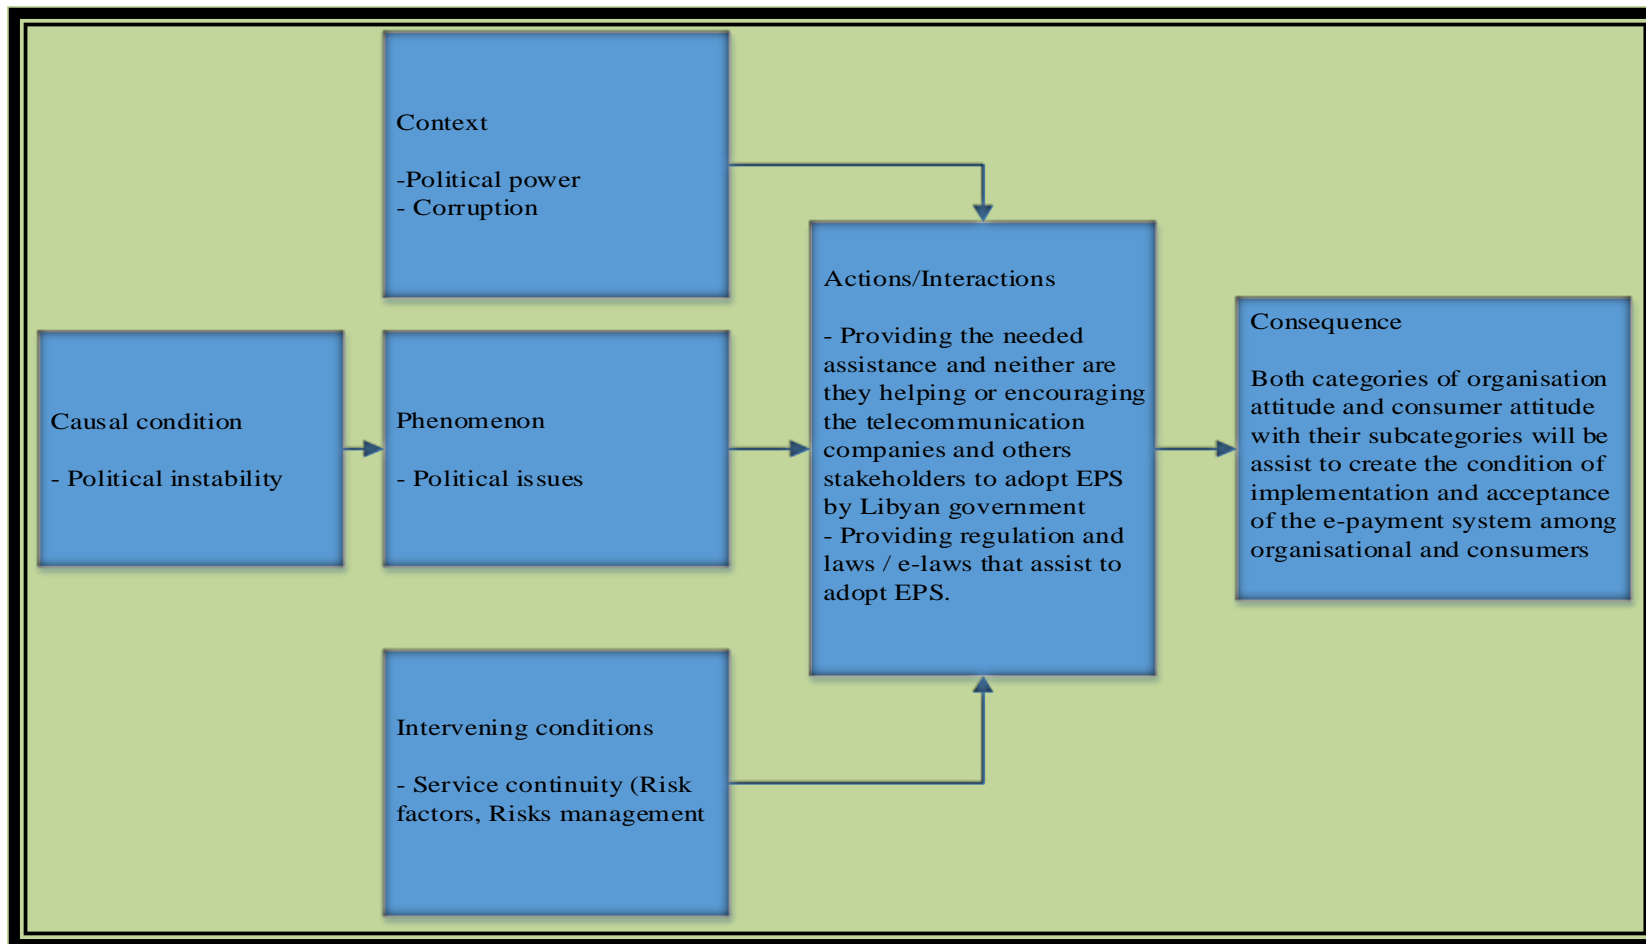 Context
-Political power
- Corruption
Causal condition
- Political instability
Phenomenon
- Political issues
Intervening conditions
- Service continuity (Risk
factors, Risks management
Actions/Interactions
- Providing the needed
assistance and neither are
they helping or encouraging
the telecommunication
companies and others
stakeholders to adopt EPS
by Libyan government
- Providing regulation and
laws / e-laws that assist to
adopt EPS.
Consequence
Both categories of organisation
attitude and consumer attitude
with their subcategories will be
assist to create the condition of
implementation and acceptance
of the e-payment system among
organisational and consumers